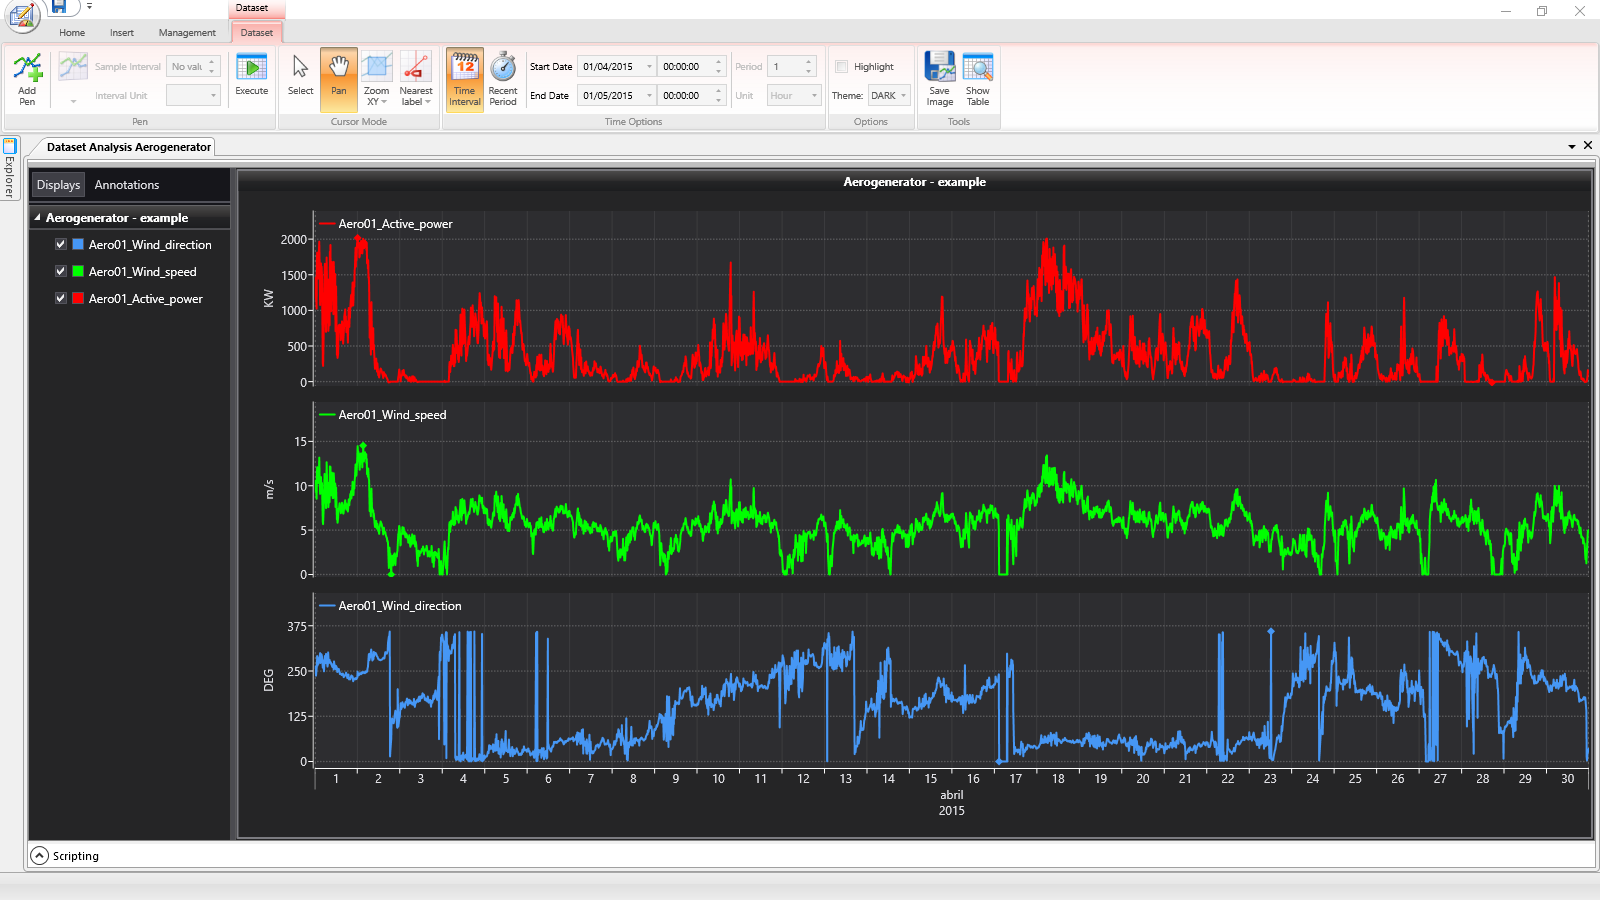 Dataset
Home Insert Management Dataset
Add Pen
Sample Interval No valu
Interval Unit
Execute
Pen
Select
Pan
Zoom XY
Nearest label
Cursor Mode
Time Interval
Recent Period
Start Date 01/04/2015 00:00:00
End Date 01/05/2015 00:00:00
Period 1
Unit Hour
Time Options
Highlight
Theme: DARK
Options
Save Image
Show Table
Tools
Explorer
Dataset Analysis Aerogenerator
Displays Annotations
Aerogenerator - example
Aero01_Wind_direction
Aero01_Wind_speed
Aero01_Active_power
Aerogenerator - example
Aero01_Active_power
2000
1500
1000
500
0
KW
Aero01_Wind_speed
15
10
5
0
m/s
Aero01_Wind_direction
375
250
125
0
DEG
1 2 3 4 5 6 7 8 9 10 11 12 13 14 15 16 17 18 19 20 21 22 23 24 25 26 27 28 29 30
abril
2015
Scripting